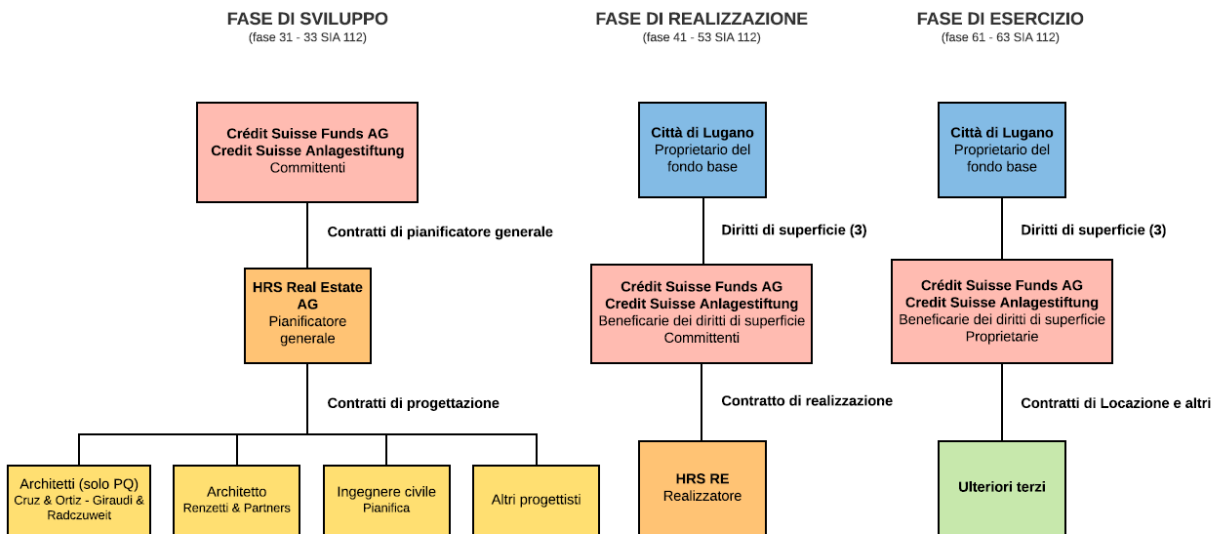 FASE DI SVILUPPO
(fase 31 - 33 SIA 112)
Crédit Suisse Funds AG
Credit Suisse Anlagestiftung
Committenti
Contratti di pianificatore generale
HRS Real Estate
AG
Pianificatore
generale
Contratti di progettazione
Architetti (solo PQ)
Cruz & Ortiz - Giraudi &
Radczuweit
Architetto
Renzetti & Partners
Ingegnere civile
Pianifica
Altri progettisti
FASE DI REALIZZAZIONE
(fase 41 - 53 SIA 112)
Città di Lugano
Proprietario del
fondo base
Diritti di superficie (3)
Crédit Suisse Funds AG
Credit Suisse Anlagestiftung
Beneficarie dei diritti di superficie
Committenti
Contratto di realizzazione
HRS RE
Realizzatore
FASE DI ESERCIZIO
(fase 61 - 63 SIA 112)
Città di Lugano
Proprietario del
fondo base
Diritti di superficie (3)
Crédit Suisse Funds AG
Credit Suisse Anlagestiftung
Beneficarie dei diritti di superficie
Proprietarie
Contratti di Locazione e altri
Ulteriori terzi